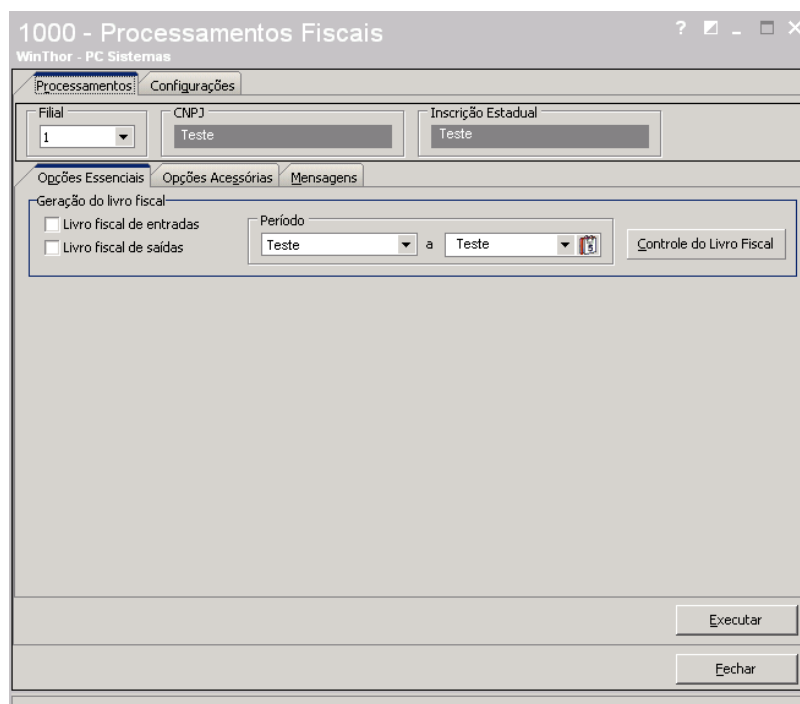 1000 - Processamentos Fiscais
WinThor - PC Sistemas
Processamentos Configurações
Filial CNPJ Inscrição Estadual
1 Teste Teste
Opções Essenciais Opções Acessórias Mensagens
Geração do livro fiscal
Livro fiscal de entradas Período
Livro fiscal de saídas Teste a Teste Controle do Livro Fiscal
Executar
Fechar